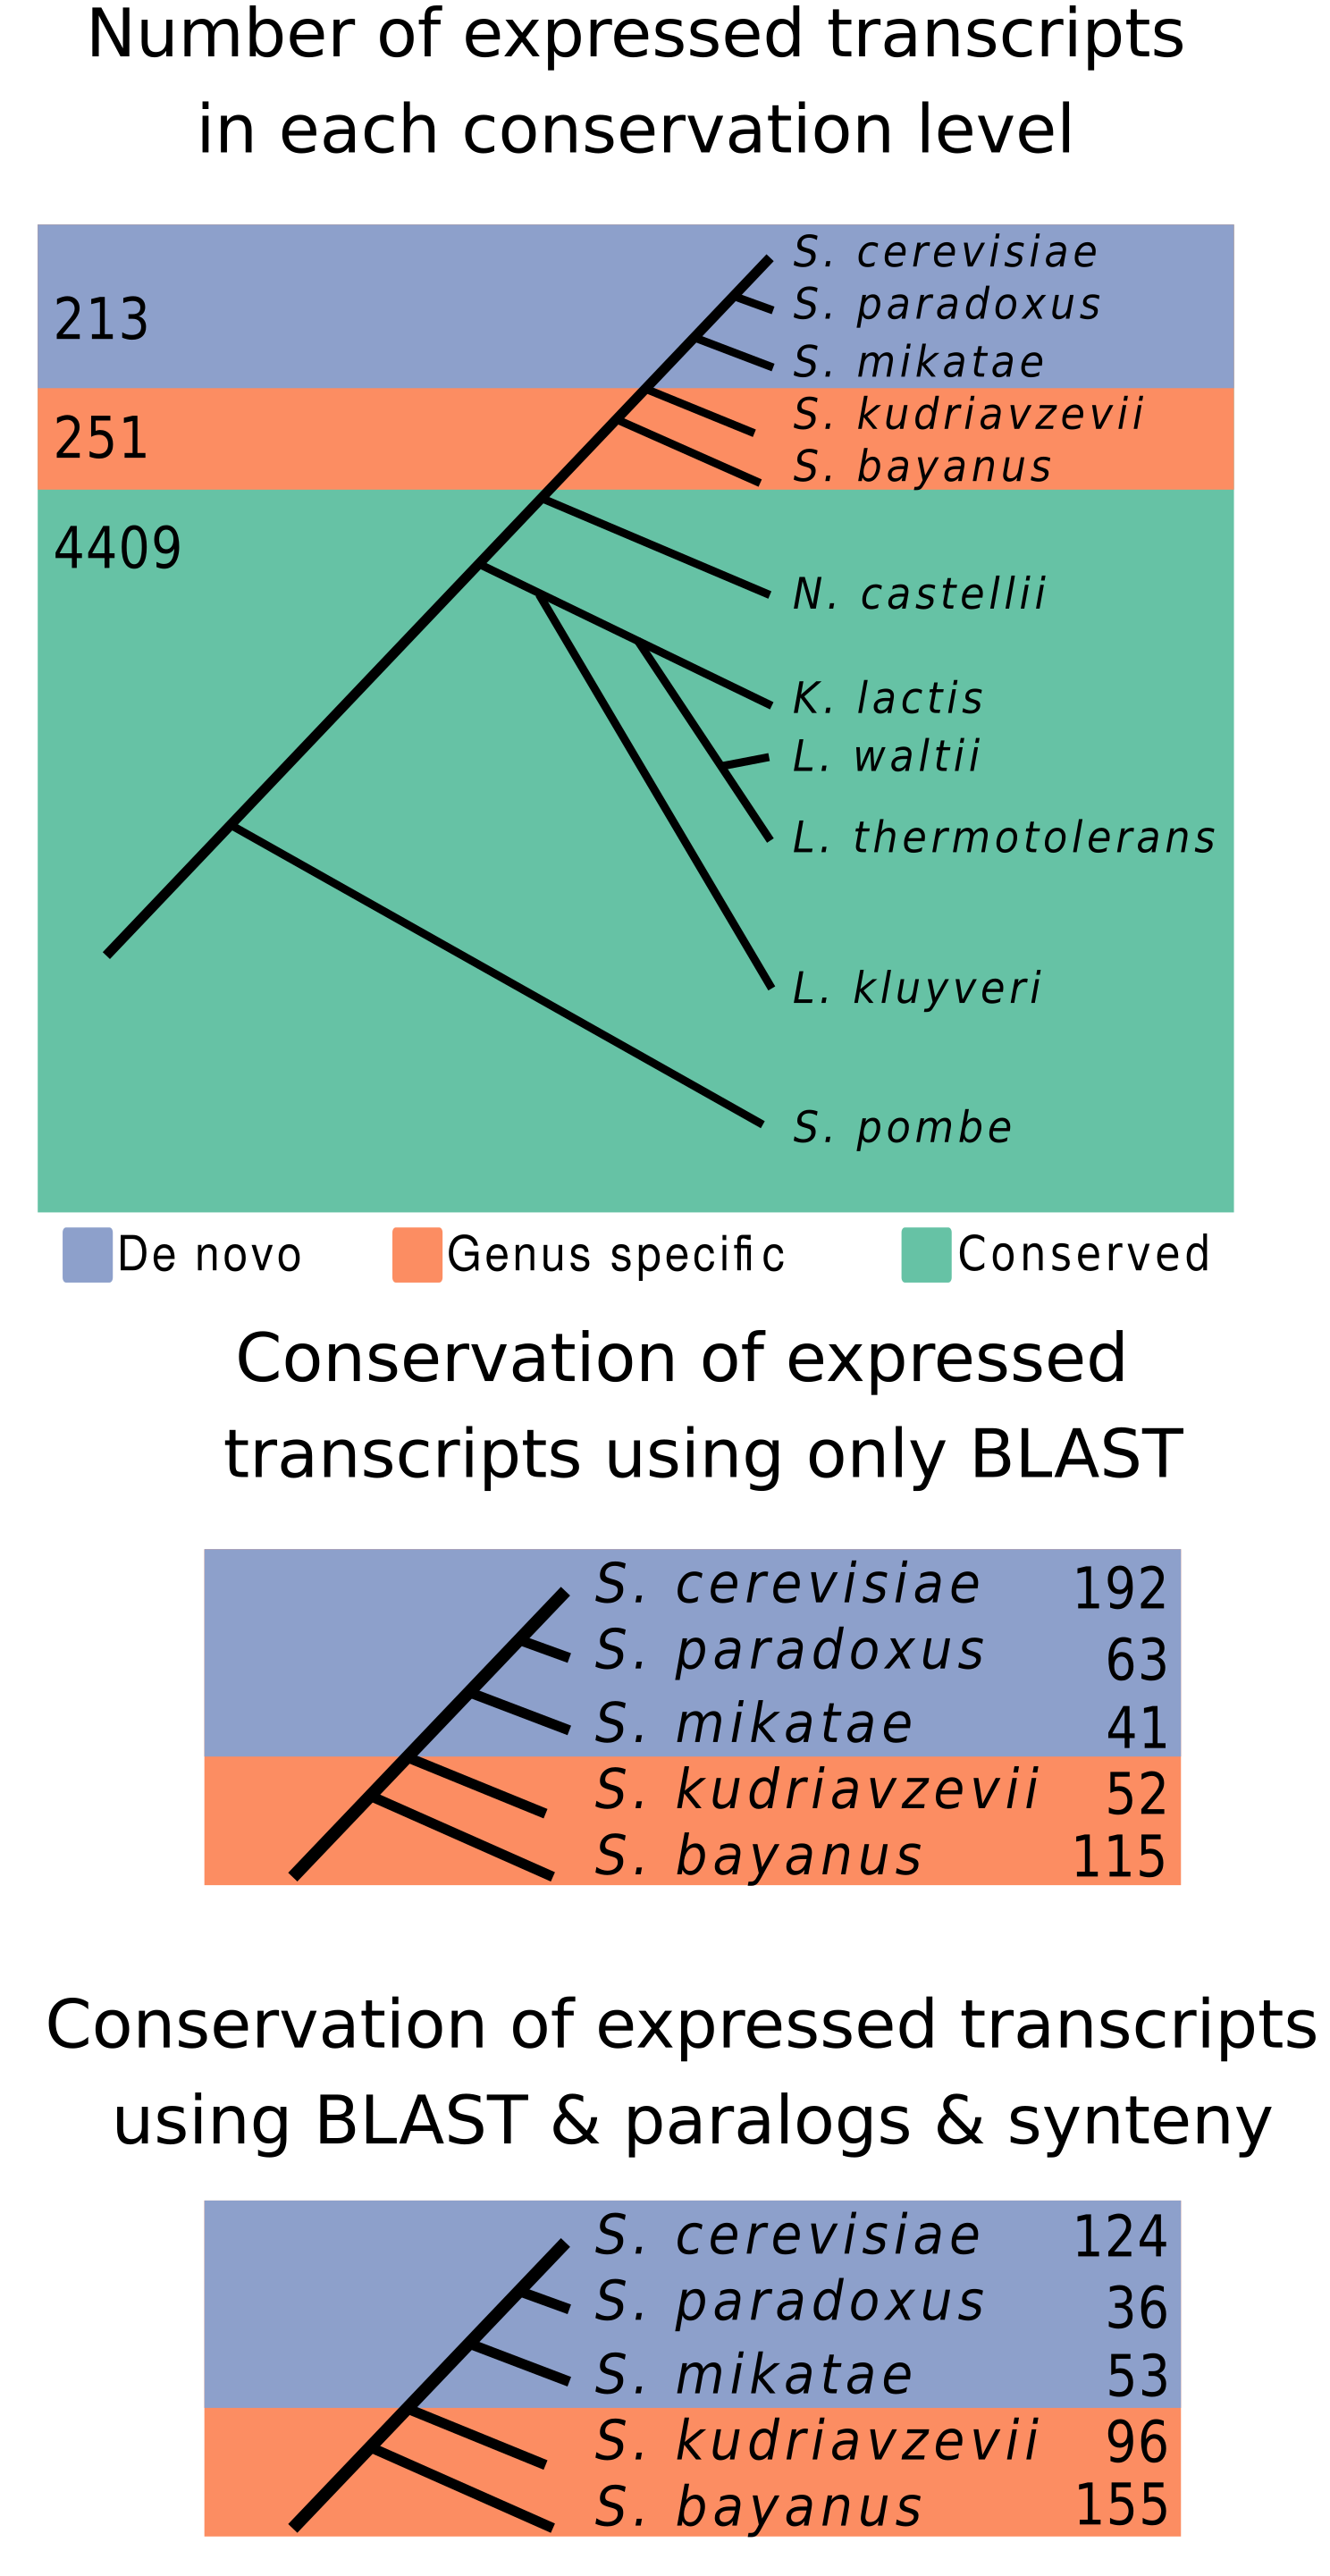 Number of expressed transcripts
in each conservation level
213
S. cerevisiae
S. paradoxus
S. mikatae
251
S. kudriavzevii
S. bayanus
4409
N. castellii
K. lactis
L. waltii
L. thermotolerans
L. kluyveri
S. pombe
De novo Genus specific Conserved
Conservation of expressed
transcripts using only BLAST
S. cerevisiae 192
S. paradoxus 63
S. mikatae 41
S. kudriavzevii 52
S. bayanus 115
Conservation of expressed transcripts
using BLAST & paralogs & synteny
S. cerevisiae 124
S. paradoxus 36
S. mikatae 53
S. kudriavzevii 96
S. bayanus 155